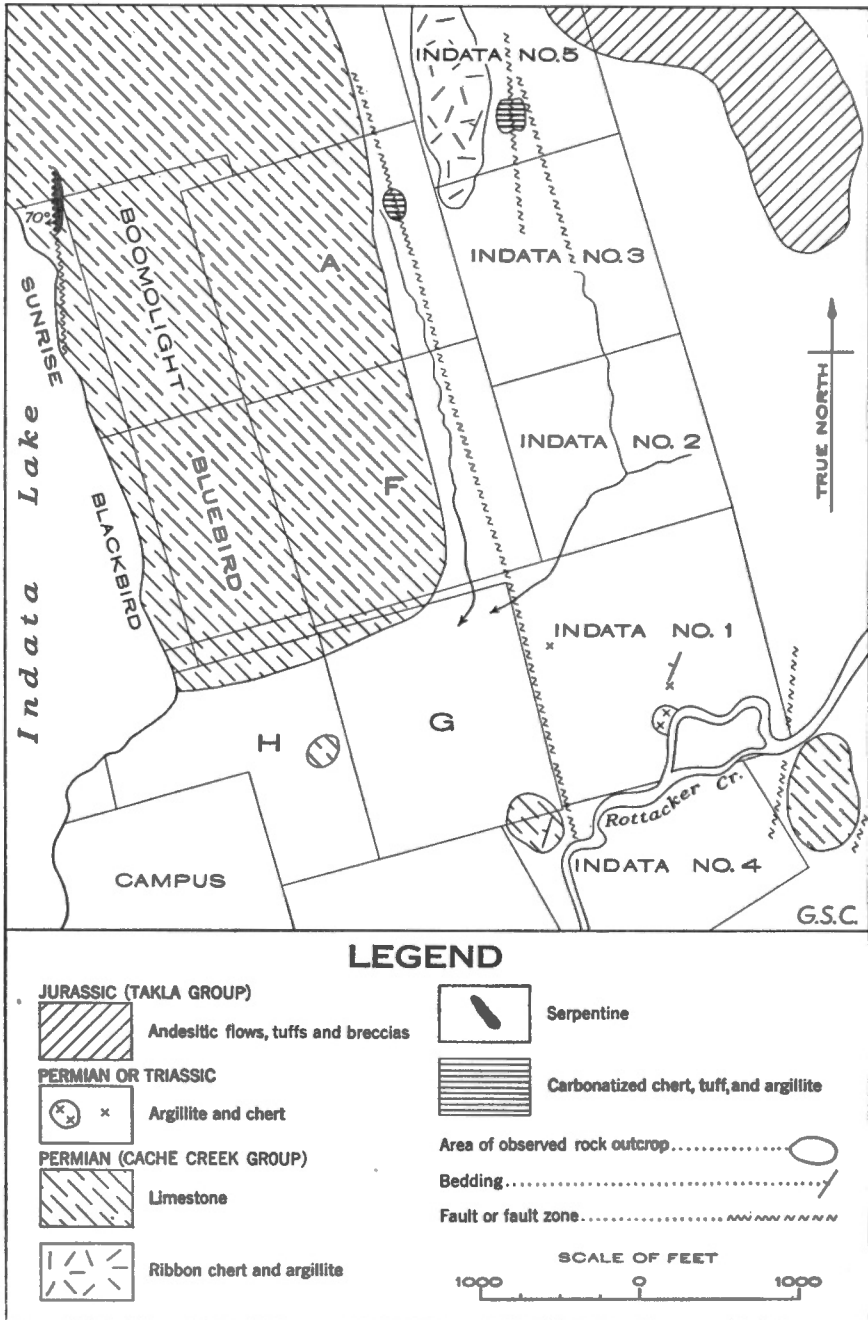 INDATA NO. 5
70°
BOOMOLIGHT
A
INDATA NO. 3
SUNRISE
TRUE NORTH
INDATA NO. 2
BLUEBIRD
F
BLACKBIRD
Indata Lake
INDATA NO. 1
H
G
Rottacker Cr.
CAMPUS
INDATA NO. 4
G.S.C.
LEGEND
JURASSIC (TAKLA GROUP)
Andesitic flows, tuffs and breccias
PERMIAN OR TRIASSIC
Argillite and chert
PERMIAN (CACHE CREEK GROUP)
Limestone
Ribbon chert and argillite
Serpentine
Carbonatized chert, tuff, and argillite
Area of observed rock outcrop
Bedding
Fault or fault zone
SCALE OF FEET
1000 0 1000